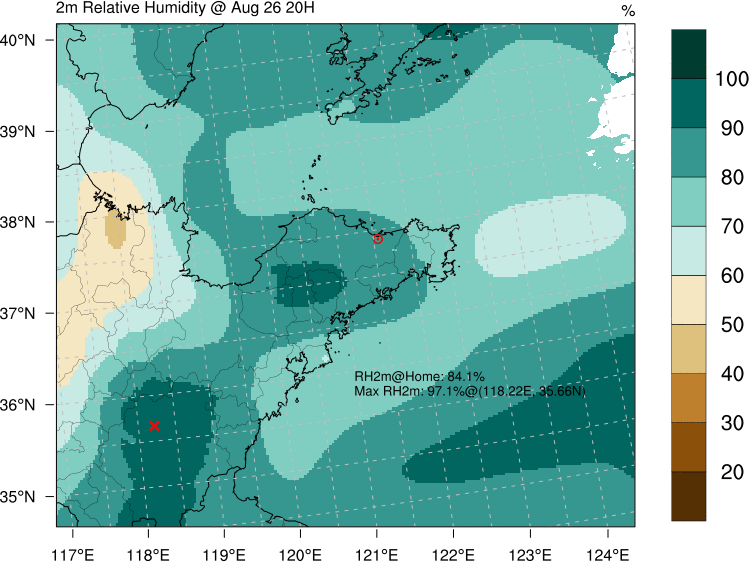 2m Relative Humidity @ Aug 26 20H
%
40°N
39°N
38°N
37°N
36°N
35°N
117°E
118°E
119°E
120°E
121°E
122°E
123°E
124°E
RH2m@Home: 84.1%
Max RH2m: 97.1%@(118.22E, 35.66N)
100
90
80
70
60
50
40
30
20